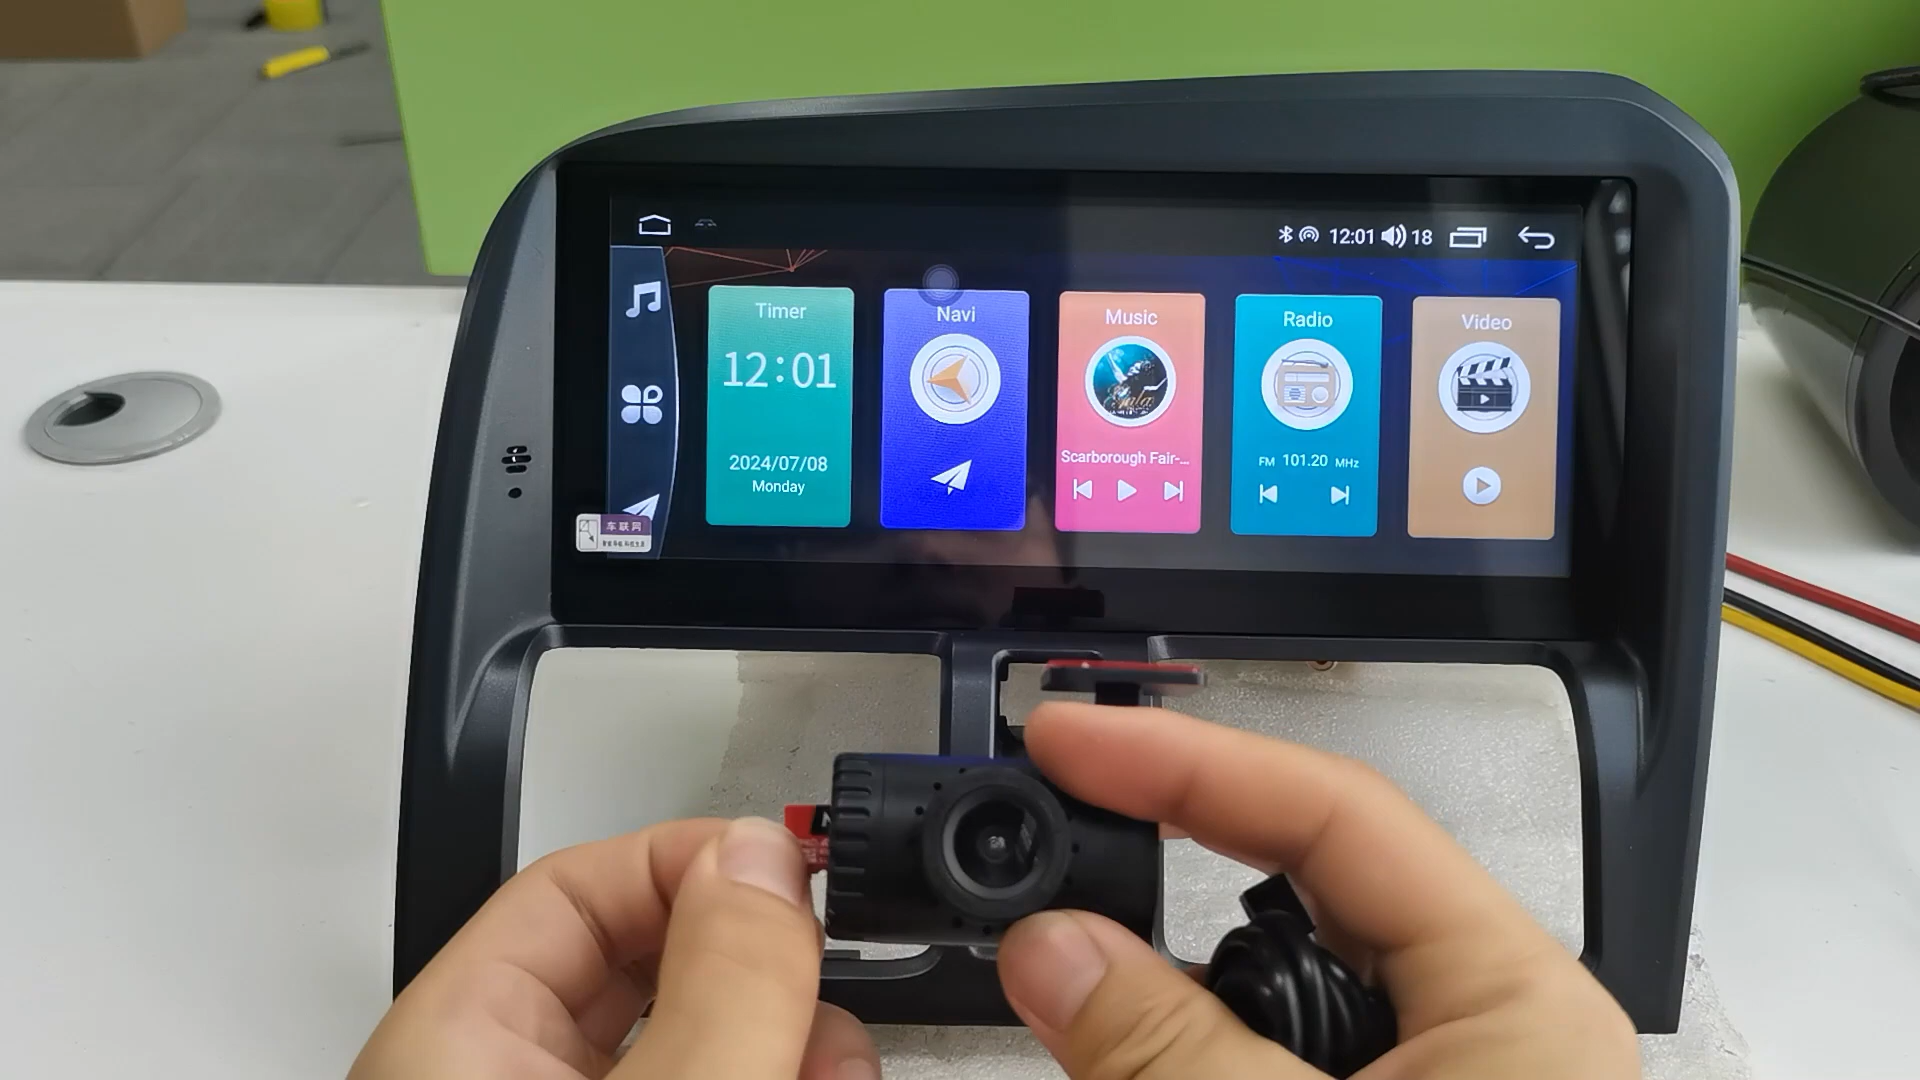 12:01 18
Timer
12:01
2024/07/08
Monday
Navi
Music
Scarborough Fair-...
Radio
FM 101.20 MHz
Video
车联网